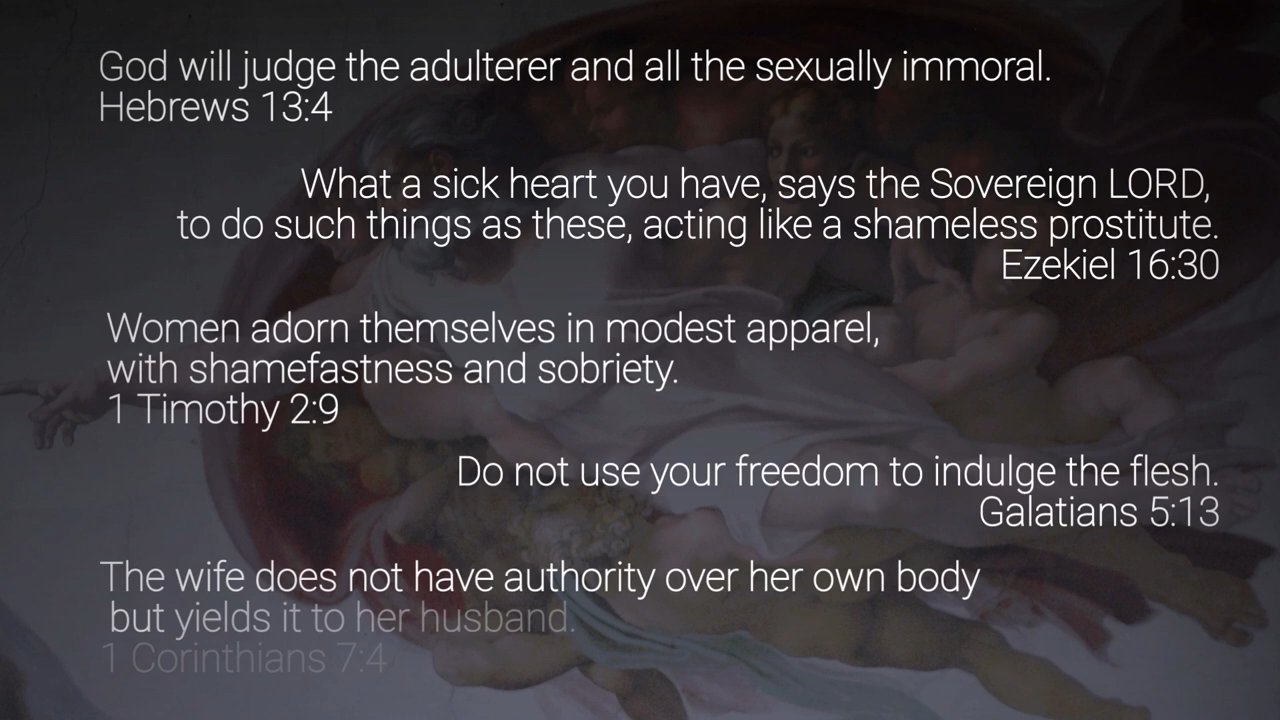 God will judge the adulterer and all the sexually immoral.
Hebrews 13:4
What a sick heart you have, says the Sovereign LORD,
to do such things as these, acting like a shameless prostitute.
Ezekiel 16:30
Women adorn themselves in modest apparel,
with shamefastness and sobriety.
1 Timothy 2:9
Do not use your freedom to indulge the flesh.
Galatians 5:13
The wife does not have authority over her own body
but yields it to her husband.
1 Corinthians 7:4